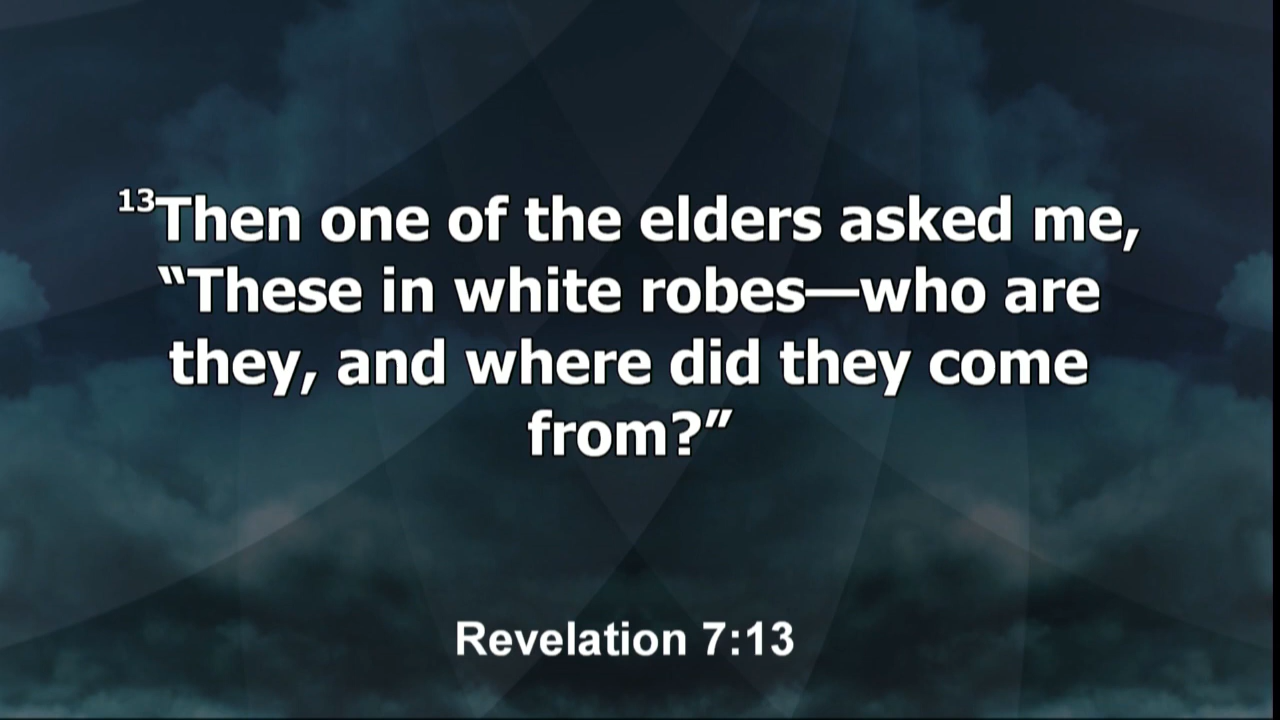 ¹³Then one of the elders asked me,
“These in white robes—who are
they, and where did they come
from?”
Revelation 7:13